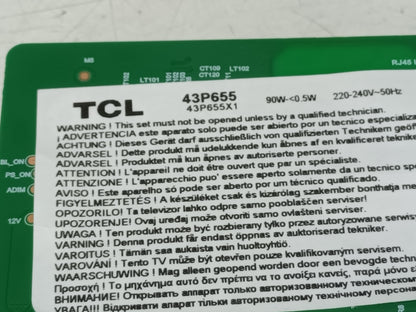 M5
CT109
CT120
LT102
LT101
RJ45
TCL
43P655
43P655X1
90W-<0.5W
220-240V~50Hz
WARNING ! This set must not be opened unless by a qualified technician.
¡ ADVERTENCIA este aparato solo puede ser abierto por un tecnico especializa
ACHTUNG ! Dieses Gerät darf ausschliesslich von qualifizierten Technikern geöffn
ADVARSEL ! Dette produkt må udelukkende kun åbnes af en kvalificeret tekniker
ADVARSEL ! Produktet må kun åpnes av autoriserte personer.
ATTENTION ! L'appareil ne doit être ouvert que par un spécialiste.
ATTENZIONE! L'apparecchio puo' essere aperto solamente da un tecnico spe
AVISO ! Este aparelho só pode ser aberto por um técnico qualificado.
FIGYELMEZTETÉS ! A készüléket csak és kizárólag szakember bonthatja me
OPOZORILO! Ta televizor lahko odpre samo pooblaščen serviser!
UPOZORENJE! Ovaj uređaj može otvoriti samo ovlašteni serviser.
UWAGA ! Ten produkt może być rozbierany tylko przez autoryzowane serwis
VARNING ! Denna produkt får endast öppnas av auktoriserad tekniker.
VAROITUS ! Tämän saa aukaista vain huoltoyhtiö.
VAROVÁNI ! Tento TV může být otevřen pouze kvalifikovaným servisem.
WAARSCHUWING ! Mag alleen geopend worden door een bevoegde technic
Προσοχή ! Το μηχάνημα αυτό δεν πρέπει να το ανοίξει κανείς, παρά μόνο
ВНИМАНИЕ! Открывать аппарат только авторизованному техническому
УВАГА!!! Відкривати апарат тільки авторизованому технічному персона
BL_ON
PS_ON
ADIM
12V